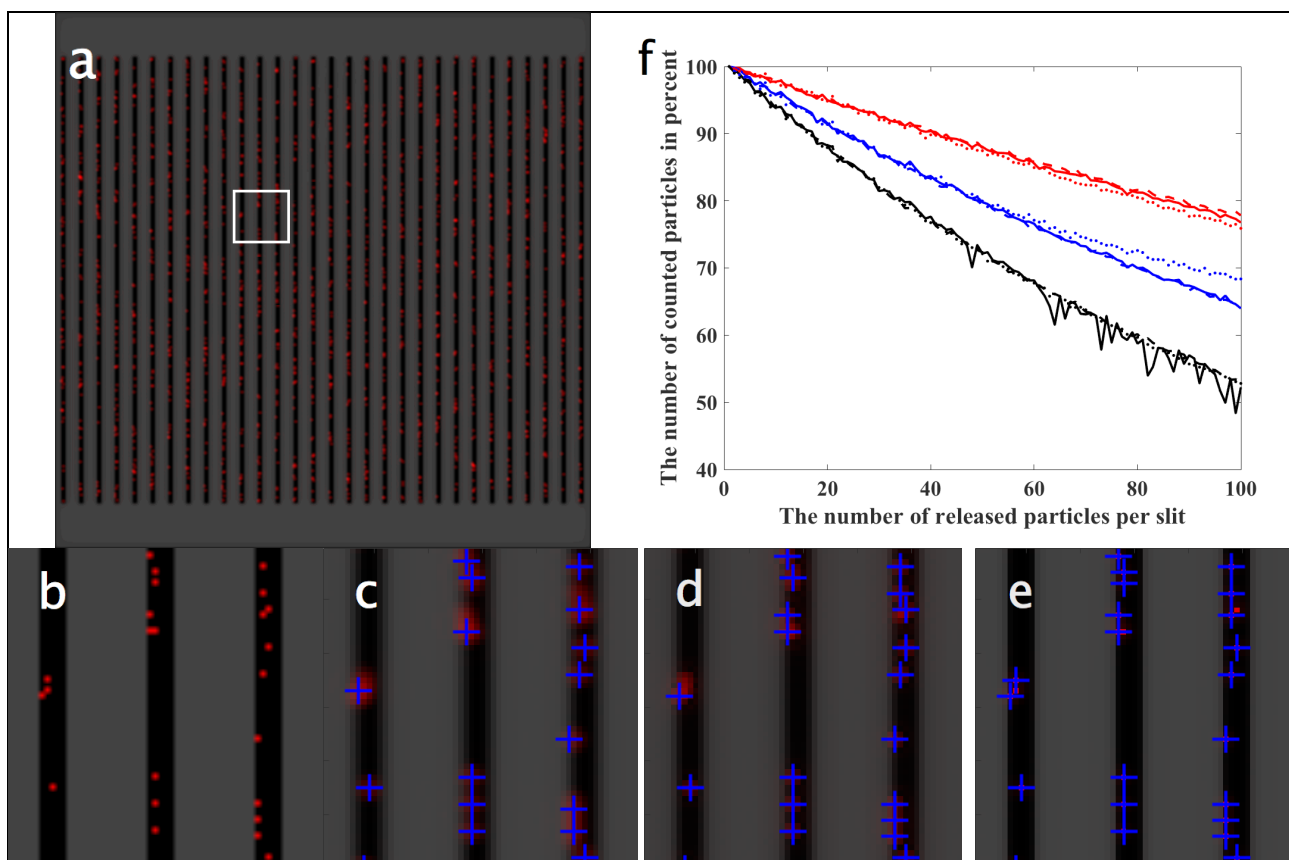 a
f
100
90
80
70
60
50
40
0
20
40
60
80
100
The number of counted particles in percent
The number of released particles per slit
b
c
d
e